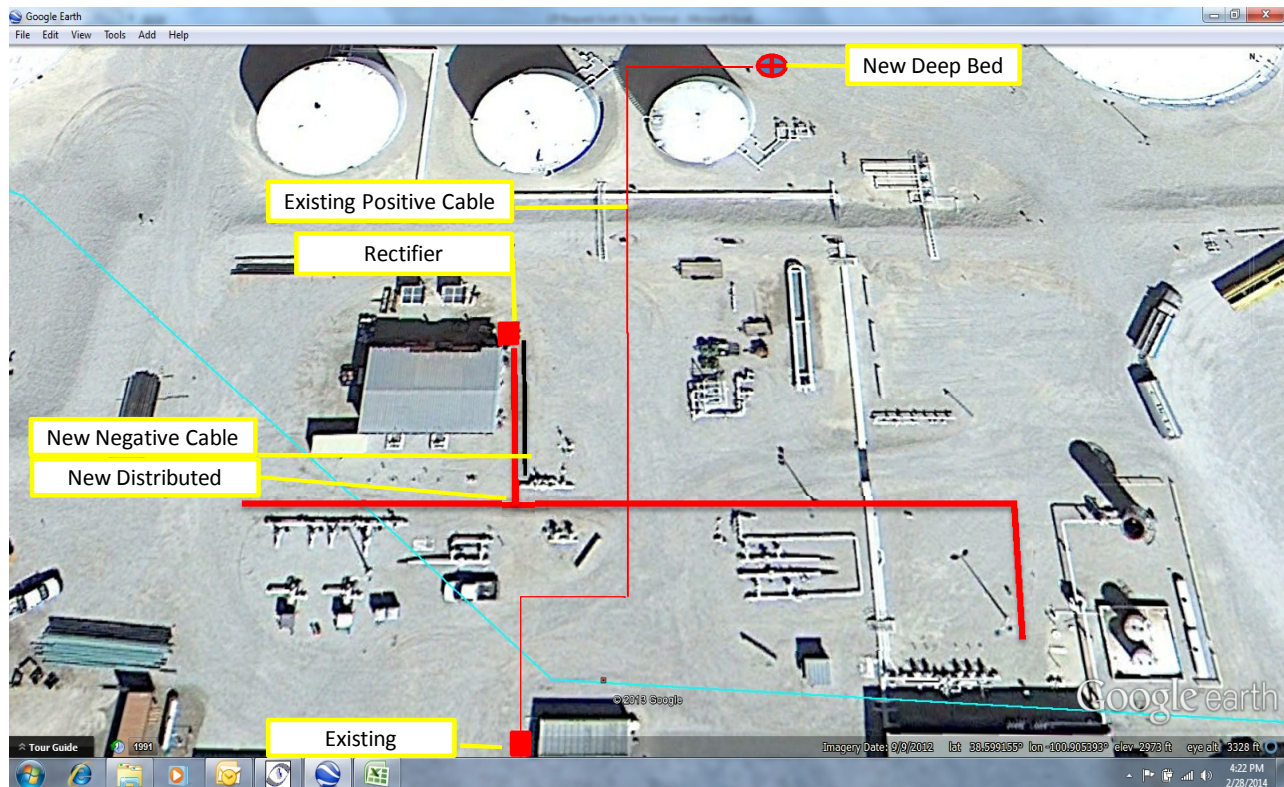 Google Earth
File Edit View Tools Add Help
New Deep Bed
N
Existing Positive Cable
Rectifier
New Negative Cable
New Distributed
© 2013 Google
Google earth
Existing
Tour Guide
1991
Imagery Date: 9/9/2012 lat 38.599155° lon -100.905393° elev 2973 ft eye alt 3328 ft
4:22 PM
2/28/2014